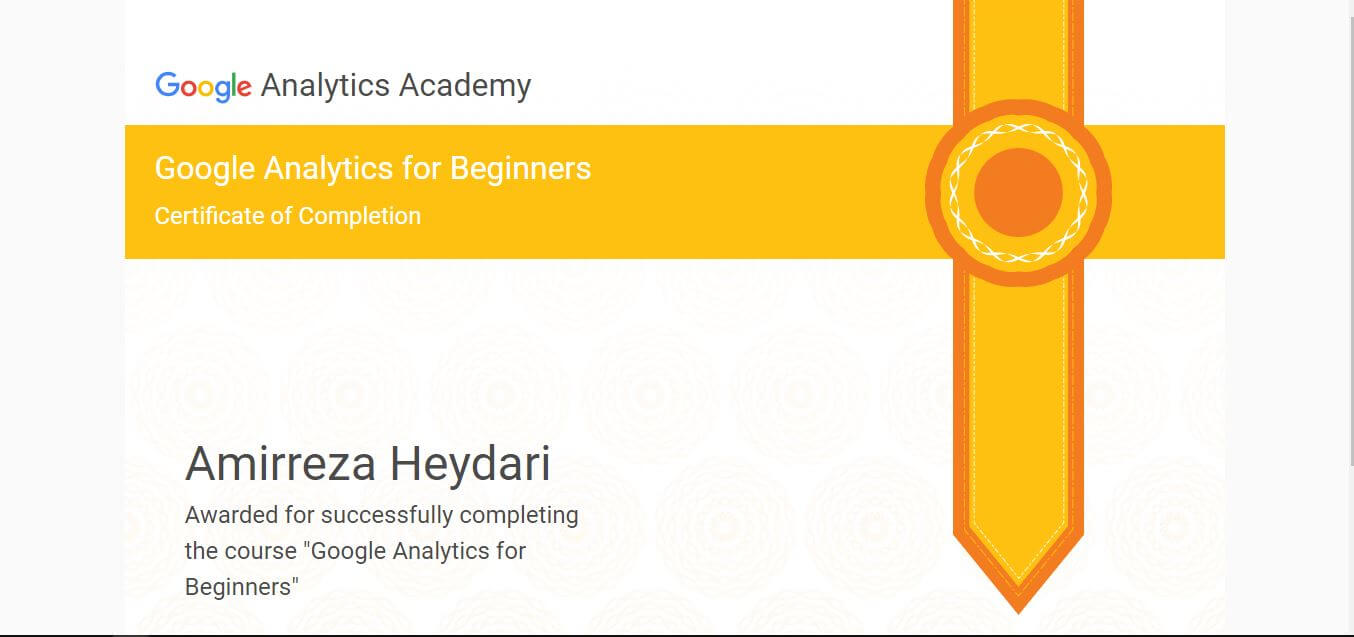 Google Analytics Academy
Google Analytics for Beginners
Certificate of Completion
Amirreza Heydari
Awarded for successfully completing
the course "Google Analytics for
Beginners"